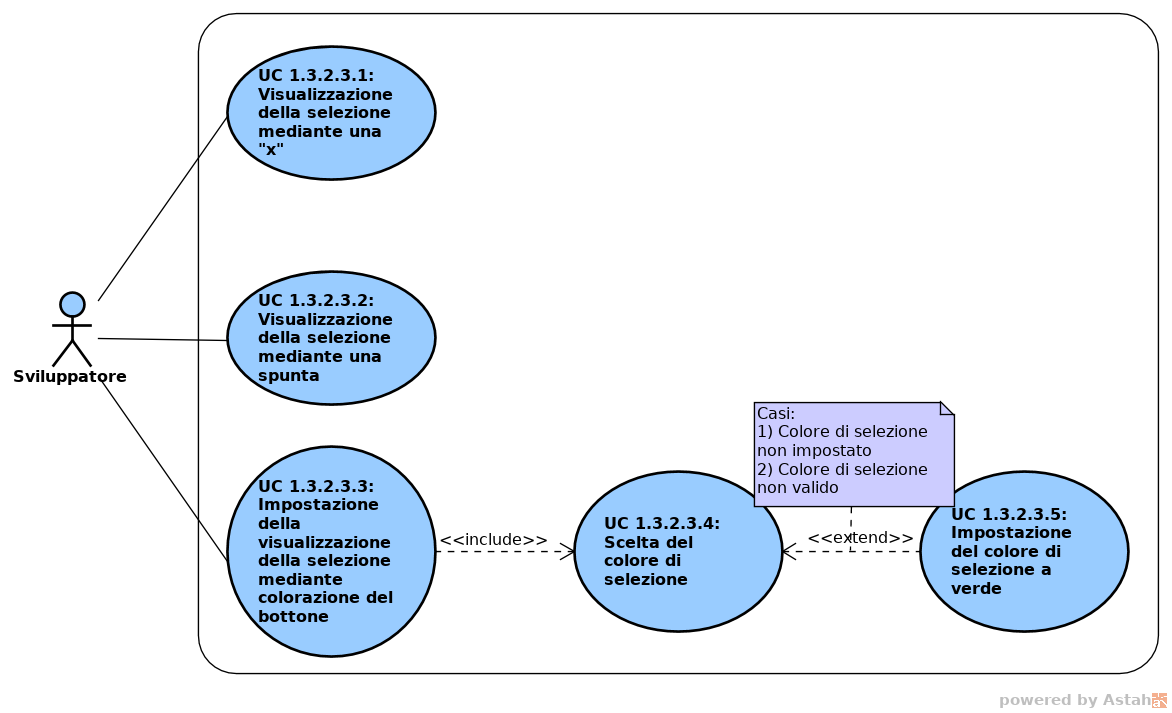 UC 1.3.2.3.1:
Visualizzazione
della selezione
mediante una
"x"
UC 1.3.2.3.2:
Visualizzazione
della selezione
mediante una
spunta
Sviluppatore
Casi:
1) Colore di selezione
non impostato
2) Colore di selezione
non valido
UC 1.3.2.3.3:
Impostazione
della
visualizzazione
della selezione
mediante
colorazione del
bottone
<<include>>
UC 1.3.2.3.4:
Scelta del
colore di
selezione
<<extend>>
UC 1.3.2.3.5:
Impostazione
del colore di
selezione a
verde
powered by Astah